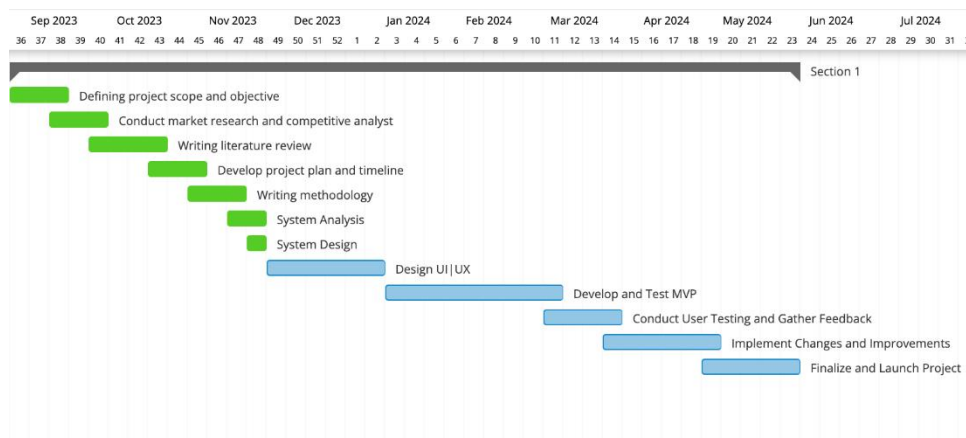 Sep 2023 Oct 2023 Nov 2023 Dec 2023 Jan 2024 Feb 2024 Mar 2024 Apr 2024 May 2024 Jun 2024 Jul 2024
36 37 38 39 40 41 42 43 44 45 46 47 48 49 50 51 52 1 2 3 4 5 6 7 8 9 10 11 12 13 14 15 16 17 18 19 20 21 22 23 24 25 26 27 28 29 30 31
Section 1
Defining project scope and objective
Conduct market research and competitive analyst
Writing literature review
Develop project plan and timeline
Writing methodology
System Analysis
System Design
Design UI|UX
Develop and Test MVP
Conduct User Testing and Gather Feedback
Implement Changes and Improvements
Finalize and Launch Project